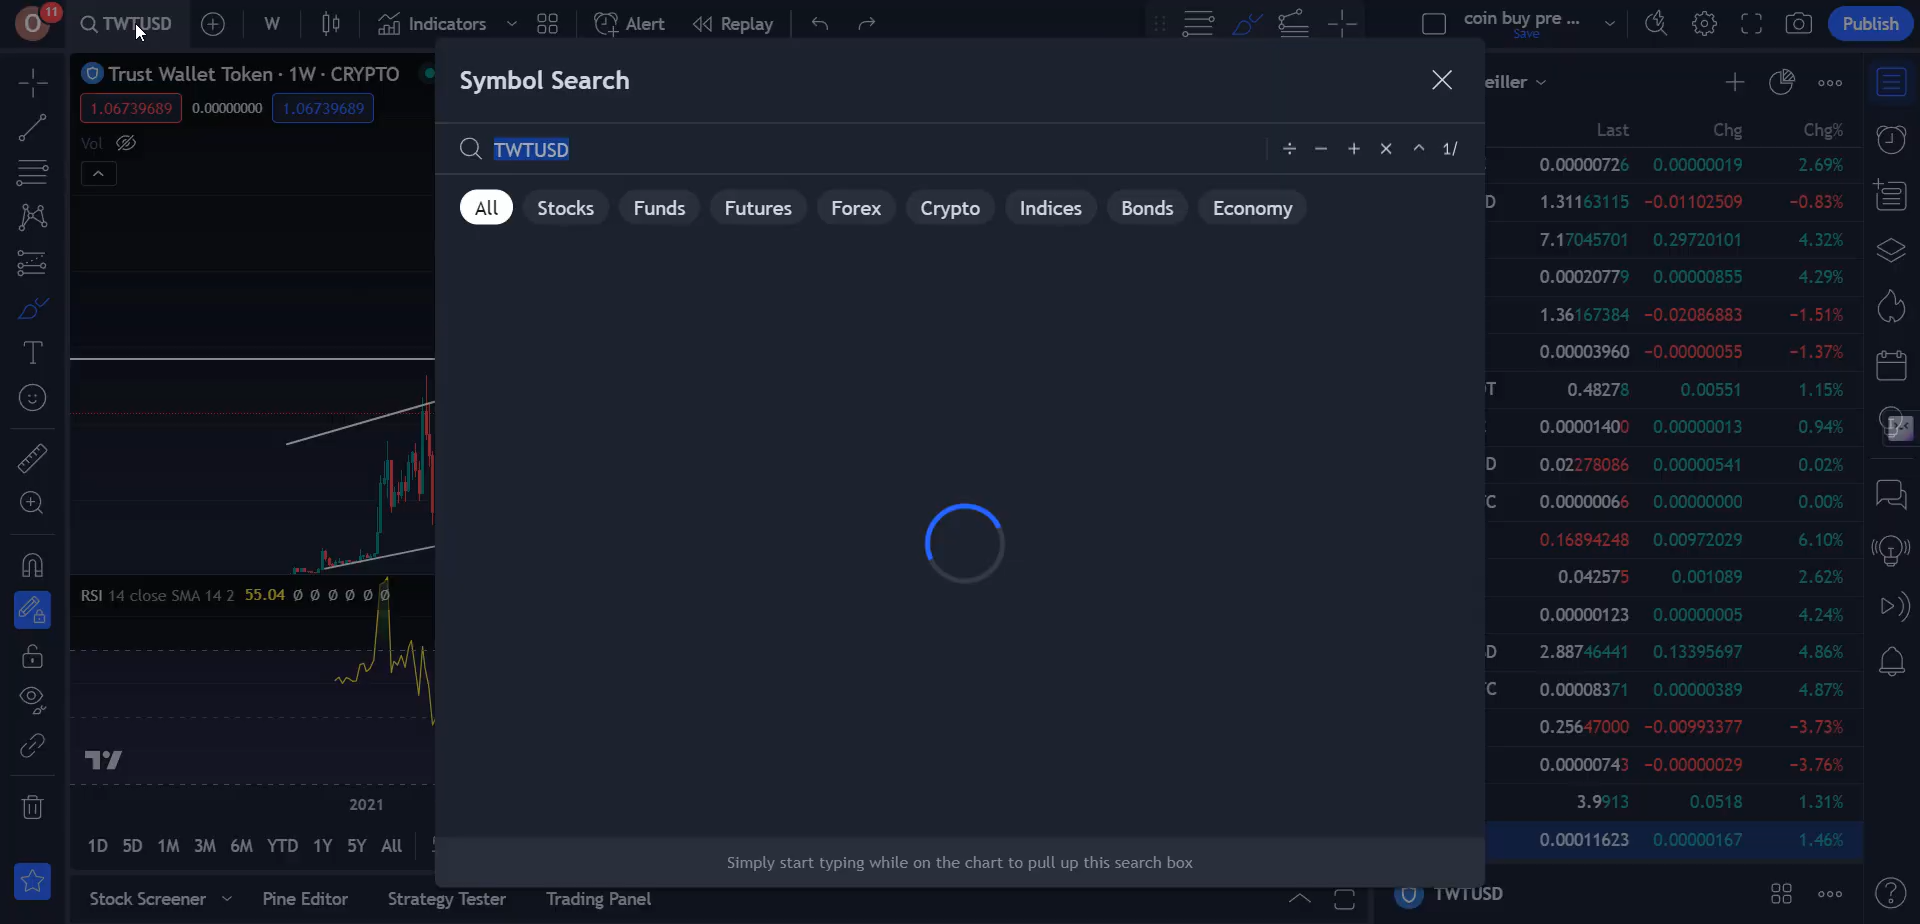 O 11 TWTUSD W Indicators Alert Replay coin buy pre ... Save Publish
Trust Wallet Token · 1W · CRYPTO
1.06739689 0.00000000 1.06739689
Vol
RSI 14 close SMA 14 2 55.04 Ø Ø Ø Ø Ø Ø
2021
1D 5D 1M 3M 6M YTD 1Y 5Y All
Stock Screener Pine Editor Strategy Tester Trading Panel
Symbol Search
TWTUSD ÷ − + × ^ 1/
All Stocks Funds Futures Forex Crypto Indices Bonds Economy
Simply start typing while on the chart to pull up this search box
eiller
Last Chg Chg%
0.00000726 0.00000019 2.69%
D 1.31163115 −0.01102509 −0.83%
7.17045701 0.29720101 4.32%
0.00020779 0.00000855 4.29%
1.36167384 −0.02086883 −1.51%
0.00003960 −0.00000055 −1.37%
T 0.48278 0.00551 1.15%
0.00001400 0.00000013 0.94%
D 0.02278086 0.00000541 0.02%
C 0.00000066 0.00000000 0.00%
0.16894248 0.00972029 6.10%
0.042575 0.001089 2.62%
0.00000123 0.00000005 4.24%
D 2.88746441 0.13395697 4.86%
C 0.00008371 0.00000389 4.87%
0.25647000 −0.00993377 −3.73%
0.00000743 −0.00000029 −3.76%
3.9913 0.0518 1.31%
0.00011623 0.00000167 1.46%
TWTUSD